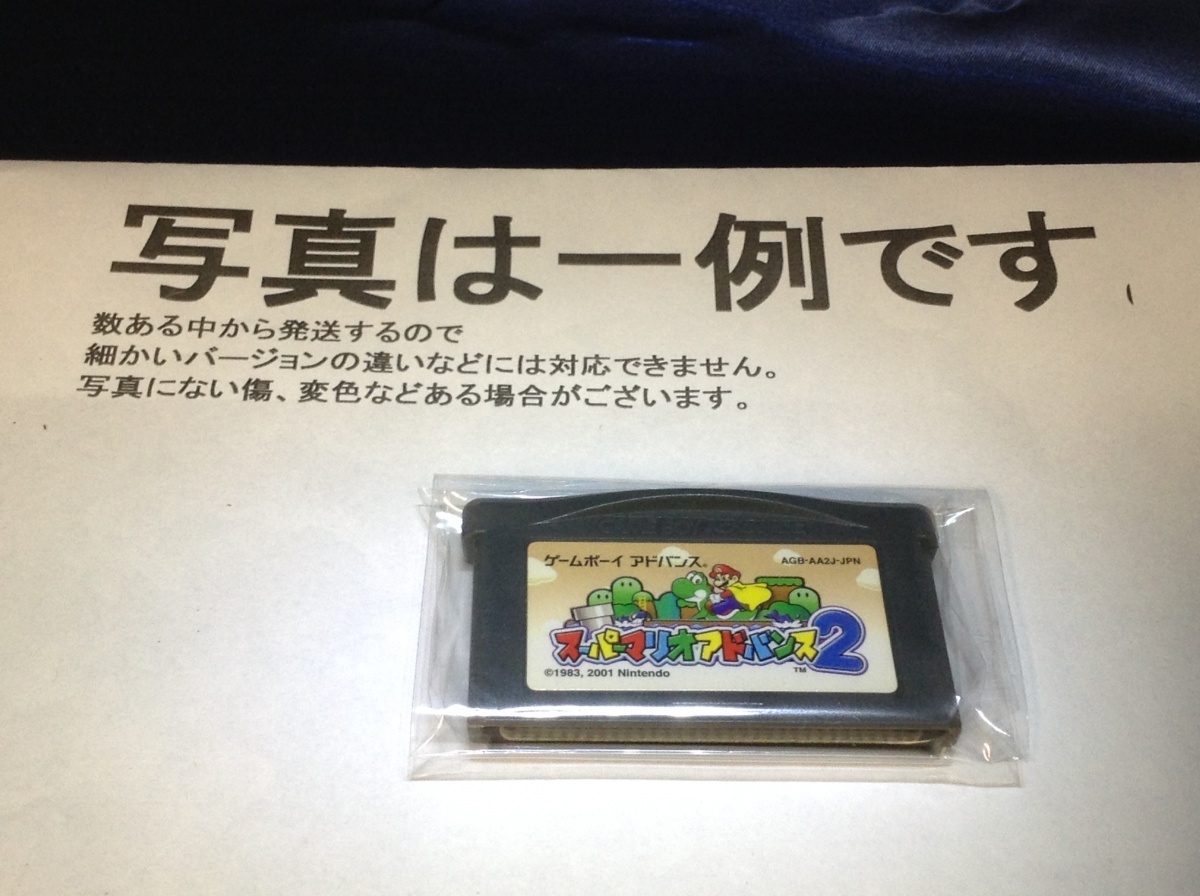 写真は一例です
数ある中から発送するので
細かいバージョンの違いなどには対応できません。
写真にない傷、変色などある場合がございます。
ゲームボーイ アドバンス®
AGB-AA2J-JPN
スーパーマリオアドバンス2
TM
©1983, 2001 Nintendo